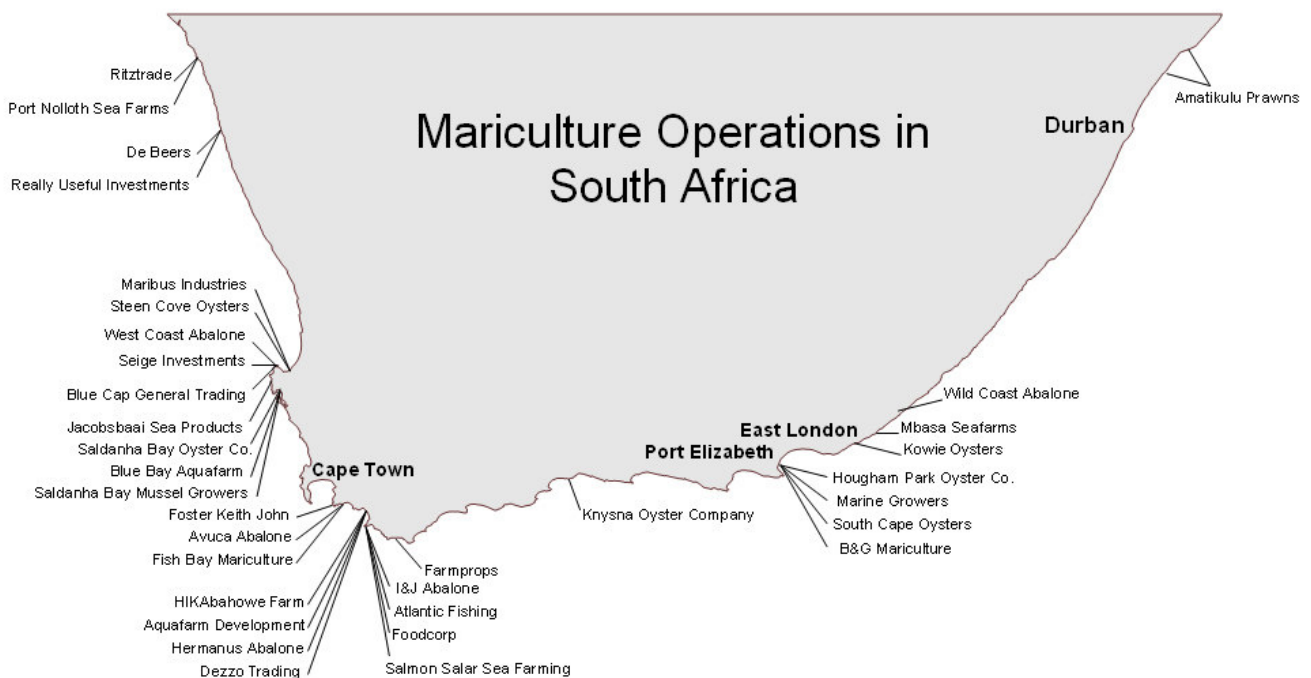 Ritztrade
Port Nolloth Sea Farms
De Beers
Really Useful Investments
Mariculture Operations in
South Africa
Durban
Amatikulu Prawns
Maribus Industries
Steen Cove Oysters
West Coast Abalone
Seige Investments
Blue Cap General Trading
Jacobsbaai Sea Products
Saldanha Bay Oyster Co.
Blue Bay Aquafarm
Saldanha Bay Mussel Growers
Cape Town
Foster Keith John
Avuca Abalone
Fish Bay Mariculture
HIKAbahowe Farm
Aquafarm Development
Hermanus Abalone
Dezzo Trading
Farmprops
I&J Abalone
Atlantic Fishing
Foodcorp
Salmon Salar Sea Farming
Knysna Oyster Company
Port Elizabeth
East London
Wild Coast Abalone
Mbasa Seafarms
Kowie Oysters
Hougham Park Oyster Co.
Marine Growers
South Cape Oysters
B&G Mariculture